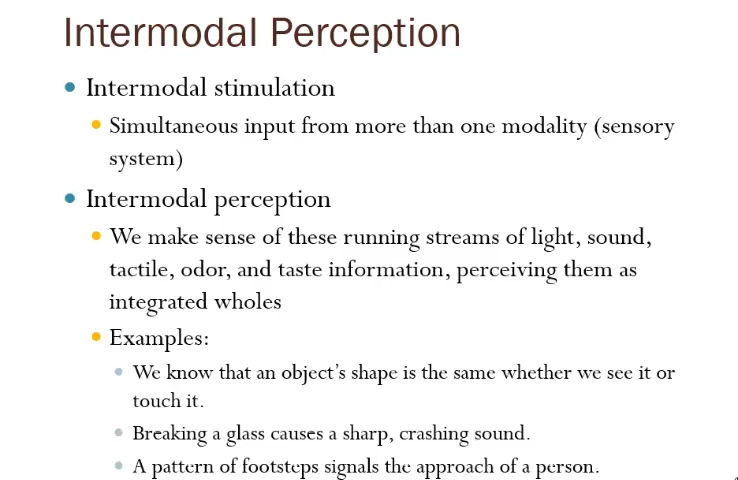 Intermodal Perception
Intermodal stimulation
Simultaneous input from more than one modality (sensory
system)
Intermodal perception
We make sense of these running streams of light, sound,
tactile, odor, and taste information, perceiving them as
integrated wholes
Examples:
We know that an object's shape is the same whether we see it or
touch it.
Breaking a glass causes a sharp, crashing sound.
A pattern of footsteps signals the approach of a person.